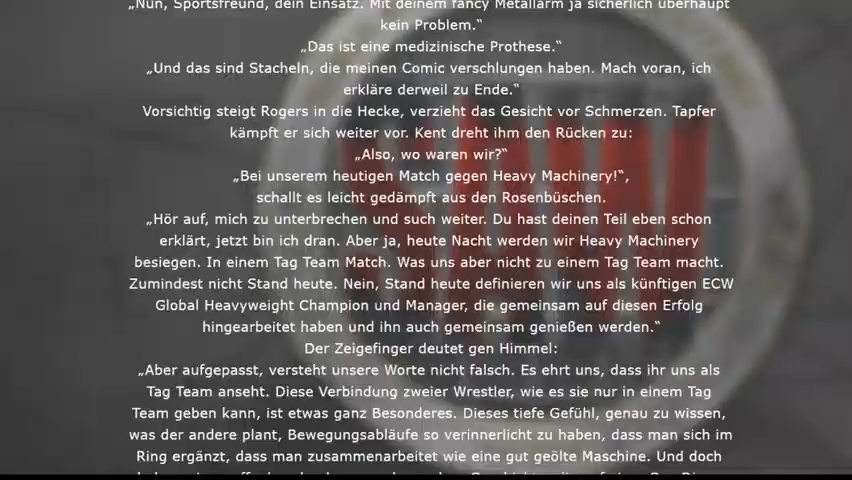 „Nun, Sportsfreund, dein Einsatz. Mit deinem fancy Metallarm ja sicherlich überhaupt
kein Problem.“
„Das ist eine medizinische Prothese.“
„Und das sind Stacheln, die meinen Comic verschlungen haben. Mach voran, ich
erkläre derweil zu Ende.“
Vorsichtig steigt Rogers in die Hecke, verzieht das Gesicht vor Schmerzen. Tapfer
kämpft er sich weiter vor. Kent dreht ihm den Rücken zu:
„Also, wo waren wir?“
„Bei unserem heutigen Match gegen Heavy Machinery!“,
schallt es leicht gedämpft aus den Rosenbüschen.
„Hör auf, mich zu unterbrechen und such weiter. Du hast deinen Teil eben schon
erklärt, jetzt bin ich dran. Aber ja, heute Nacht werden wir Heavy Machinery
besiegen. In einem Tag Team Match. Was uns aber nicht zu einem Tag Team macht.
Zumindest nicht Stand heute. Nein, Stand heute definieren wir uns als künftigen ECW
Global Heavyweight Champion und Manager, die gemeinsam auf diesen Erfolg
hingearbeitet haben und ihn auch gemeinsam genießen werden.“
Der Zeigefinger deutet gen Himmel:
„Aber aufgepasst, versteht unsere Worte nicht falsch. Es ehrt uns, dass ihr uns als
Tag Team anseht. Diese Verbindung zweier Wrestler, wie es sie nur in einem Tag
Team geben kann, ist etwas ganz Besonderes. Dieses tiefe Gefühl, genau zu wissen,
was der andere plant, Bewegungsabläufe so verinnerlicht zu haben, dass man sich im
Ring ergänzt, dass man zusammenarbeitet wie eine gut geölte Maschine. Und doch